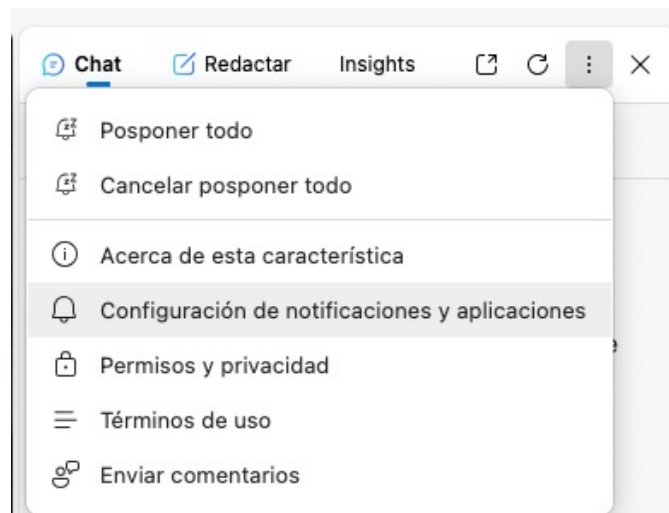 Chat Redactar Insights
Posponer todo
Cancelar posponer todo
Acerca de esta característica
Configuración de notificaciones y aplicaciones
Permisos y privacidad
Términos de uso
Enviar comentarios